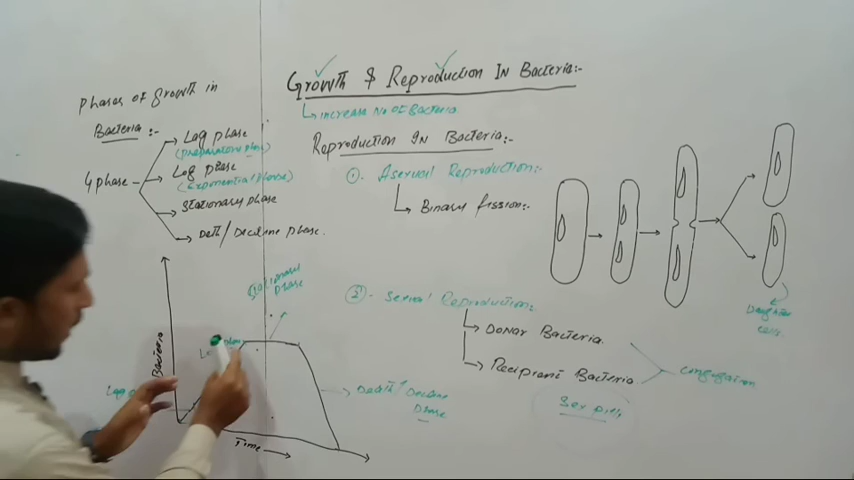 Growth & Reproduction In Bacteria:-
Increase No of Bacteria
Phases of Growth in
Bacteria:-
4 phase
Lag phase
(preparatory phase)
Log phase
(Exponential phase)
Stationary phase
Deth/Decline phase.
Reproduction In Bacteria:-
①. Asexual Reproduction:-
Binary fission:-
Daughter
cells.
②. Sexual Reproduction:
Donor Bacteria.
Recipient Bacteria.
conjugation
Sex pili
Stationary
phase
Bacteria
Lag
Death/Decline
phase
Time